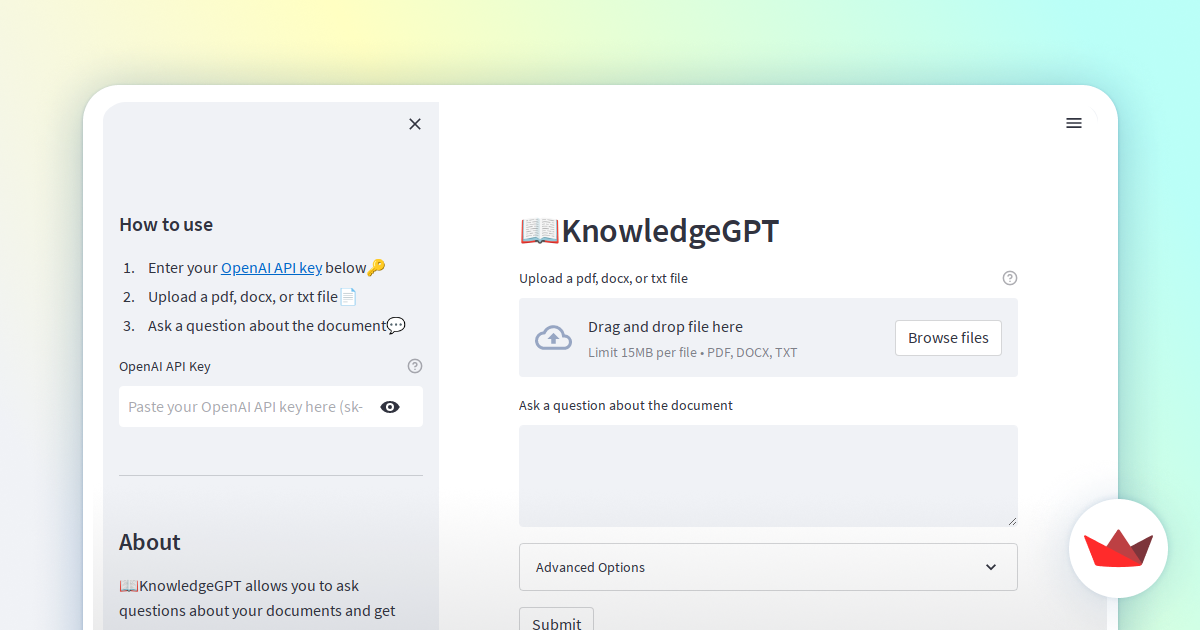 How to use
1. Enter your OpenAI API key below🔑
2. Upload a pdf, docx, or txt file📄
3. Ask a question about the document💬
OpenAI API Key
Paste your OpenAI API key here (sk-
About
📖KnowledgeGPT allows you to ask
questions about your documents and get
📖KnowledgeGPT
Upload a pdf, docx, or txt file
Drag and drop file here
Limit 15MB per file • PDF, DOCX, TXT
Browse files
Ask a question about the document
Advanced Options
Submit